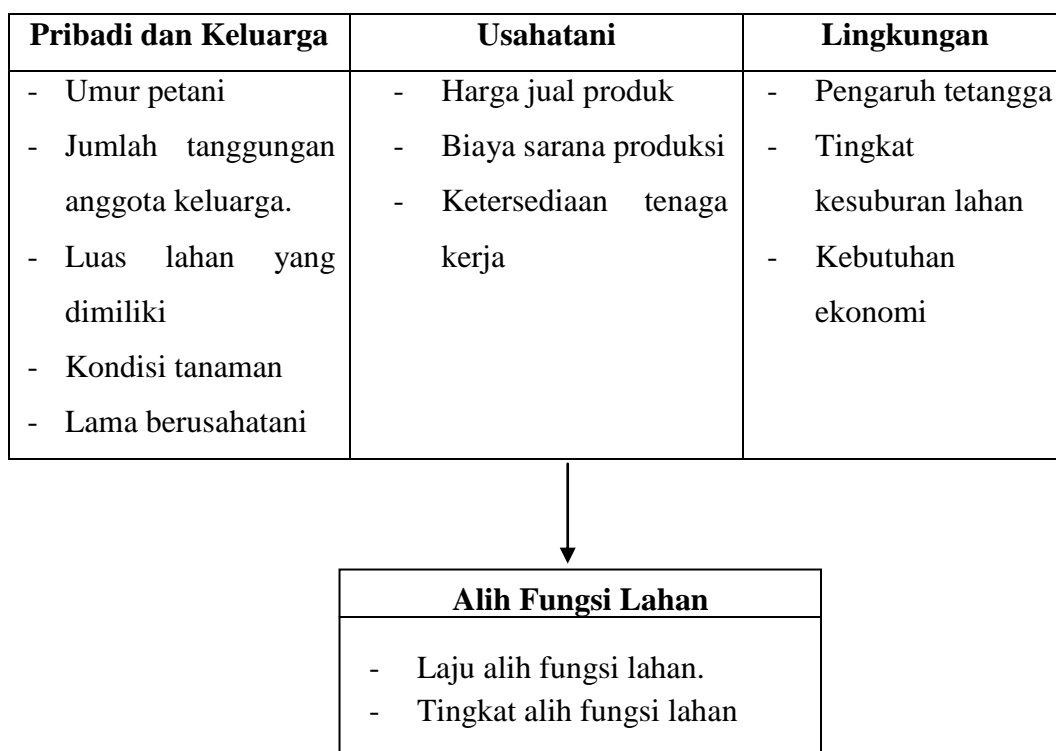 Pribadi dan Keluarga
- Umur petani
- Jumlah tanggungan
anggota keluarga.
- Luas lahan yang
dimiliki
- Kondisi tanaman
- Lama berusahatani
Usahatani
- Harga jual produk
- Biaya sarana produksi
- Ketersediaan tenaga
kerja
Lingkungan
- Pengaruh tetangga
- Tingkat
kesuburan lahan
- Kebutuhan
ekonomi
Alih Fungsi Lahan
- Laju alih fungsi lahan.
- Tingkat alih fungsi lahan